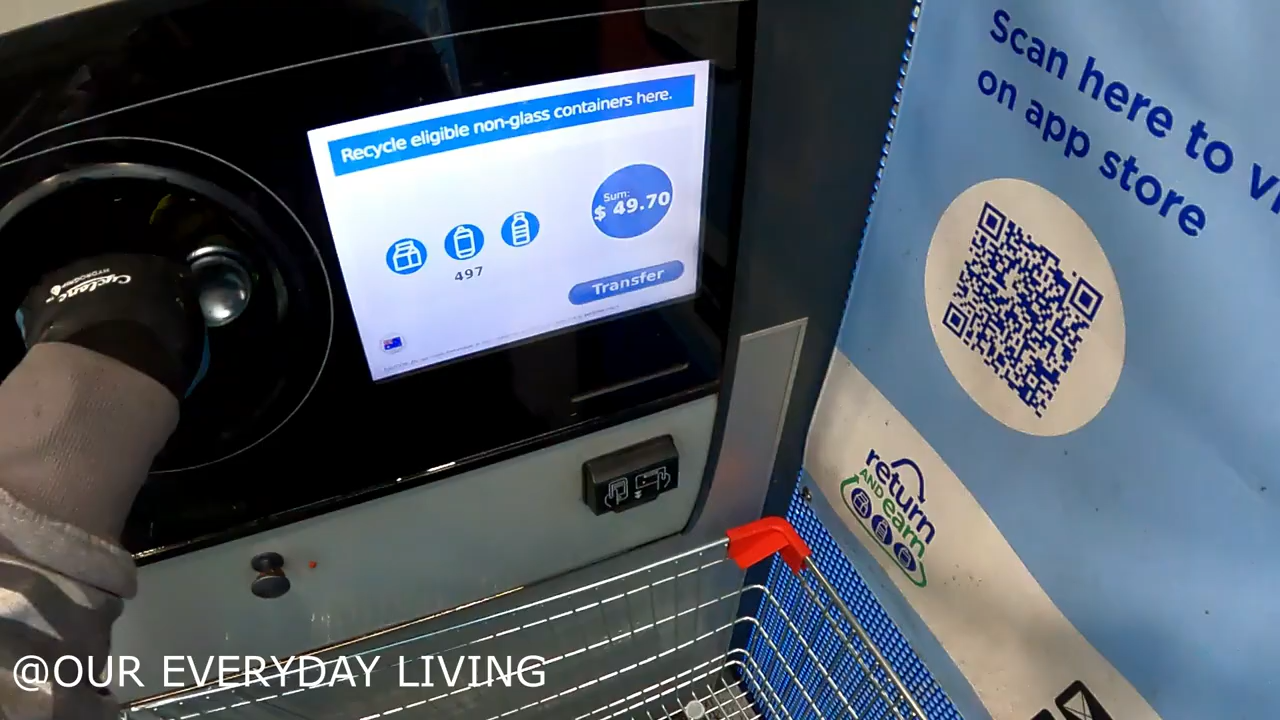 Recycle eligible non-glass containers here.
Sum:
$ 49.70
497
Transfer
Cyclone
Scan here to
on app store
return
AND earn
@OUR EVERYDAY LIVING